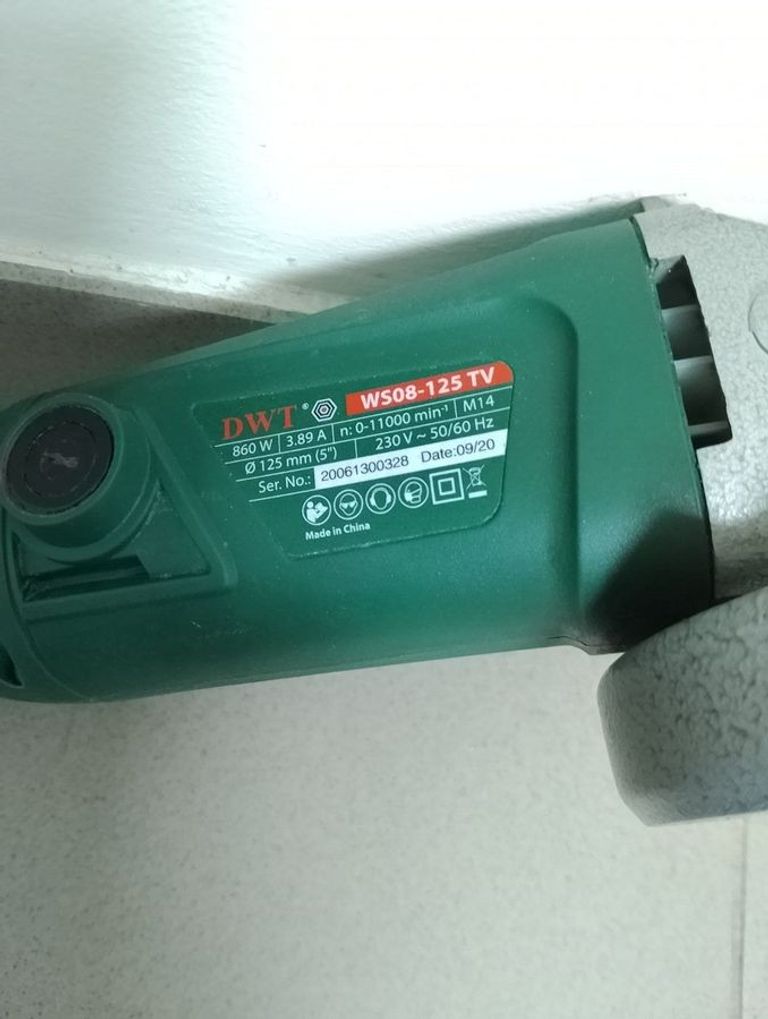 DWT® WS08-125 TV
860 W 3.89 A n: 0-11000 min⁻¹ M14
Ø 125 mm (5") 230 V ~ 50/60 Hz
Ser. No.: 20061300328 Date:09/20
Made in China